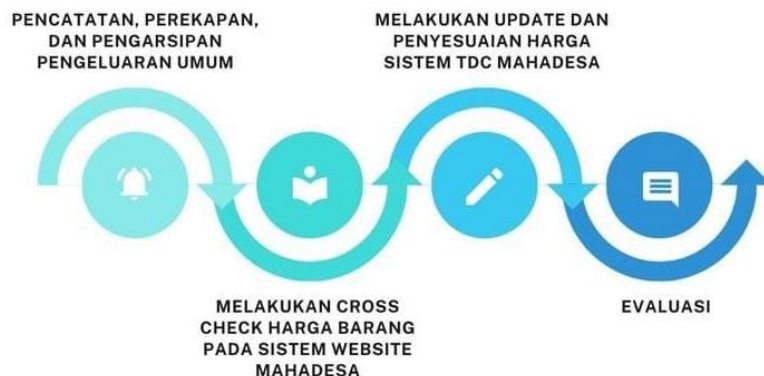 PENCATATAN, PEREKAPAN,
DAN PENGARSIPAN
PENGELUARAN UMUM
MELAKUKAN CROSS
CHECK HARGA BARANG
PADA SISTEM WEBSITE
MAHADESA
MELAKUKAN UPDATE DAN
PENYESUAIAN HARGA
SISTEM TDC MAHADESA
EVALUASI